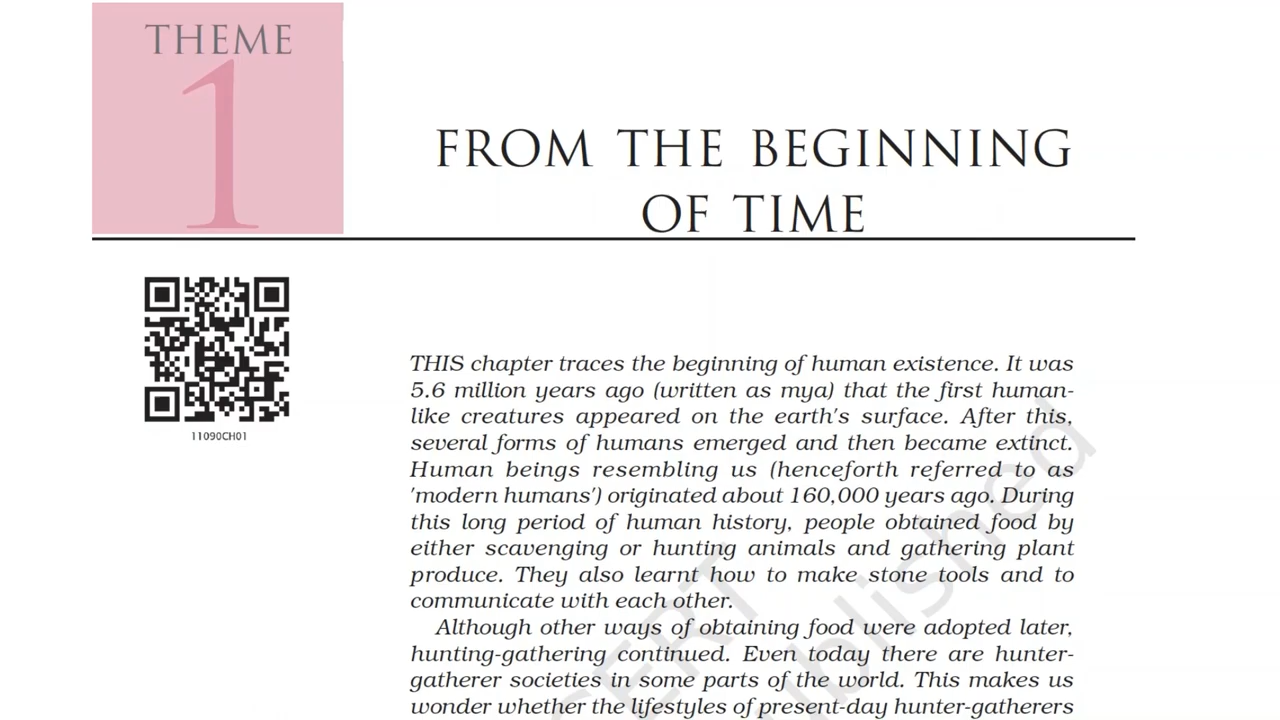 THEME
1
FROM THE BEGINNING
OF TIME
11090CH01
THIS chapter traces the beginning of human existence. It was
5.6 million years ago (written as mya) that the first human-
like creatures appeared on the earth's surface. After this,
several forms of humans emerged and then became extinct.
Human beings resembling us (henceforth referred to as
'modern humans') originated about 160,000 years ago. During
this long period of human history, people obtained food by
either scavenging or hunting animals and gathering plant
produce. They also learnt how to make stone tools and to
communicate with each other.
Although other ways of obtaining food were adopted later,
hunting-gathering continued. Even today there are hunter-
gatherer societies in some parts of the world. This makes us
wonder whether the lifestyles of present-day hunter-gatherers